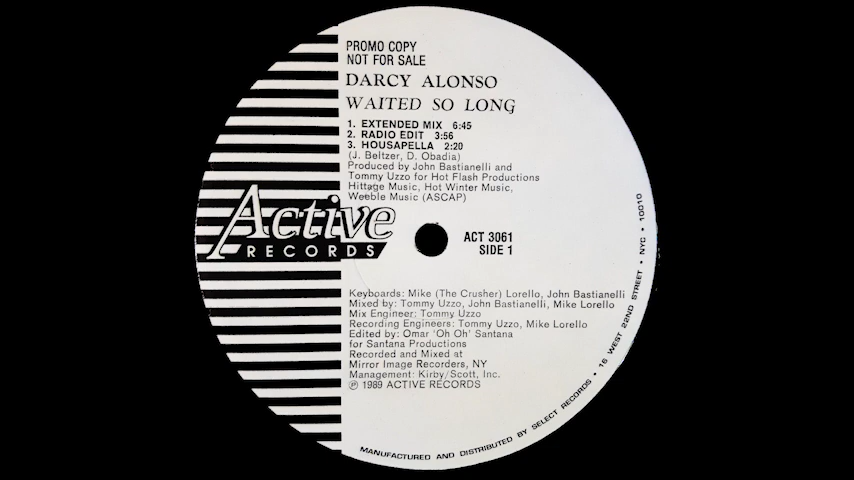 PROMO COPY
NOT FOR SALE
DARCY ALONSO
WAITED SO LONG
1. EXTENDED MIX 6:45
2. RADIO EDIT 3:56
3. HOUSAPELLA 2:20
(J. Beltzer, D. Obadia)
Produced by John Bastianelli and
Tommy Uzzo for Hot Flash Productions
Hittage Music, Hot Winter Music,
Weeble Music (ASCAP)
Active
RECORDS
ACT 3061
SIDE 1
Keyboards: Mike (The Crusher) Lorello, John Bastianelli
Mixed by: Tommy Uzzo, John Bastianelli, Mike Lorello
Mix Engineer: Tommy Uzzo
Recording Engineers: Tommy Uzzo, Mike Lorello
Edited by: Omar 'Oh Oh' Santana
for Santana Productions
Recorded and Mixed at
Mirror Image Recorders, NY
Management: Kirby/Scott, Inc.
℗ 1989 ACTIVE RECORDS
MANUFACTURED AND DISTRIBUTED BY SELECT RECORDS • 16 WEST 22ND STREET • NYC • 10010